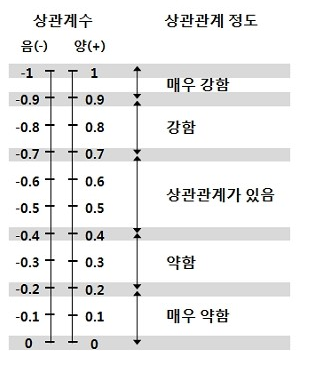 상관계수 상관관계 정도
음(-) 양(+)
-1 1
매우 강함
-0.9 0.9
-0.8 0.8 강함
-0.7 0.7
-0.6 0.6
상관관계가 있음
-0.5 0.5
-0.4 0.4
-0.3 0.3 약함
-0.2 0.2
-0.1 0.1 매우 약함
0 0